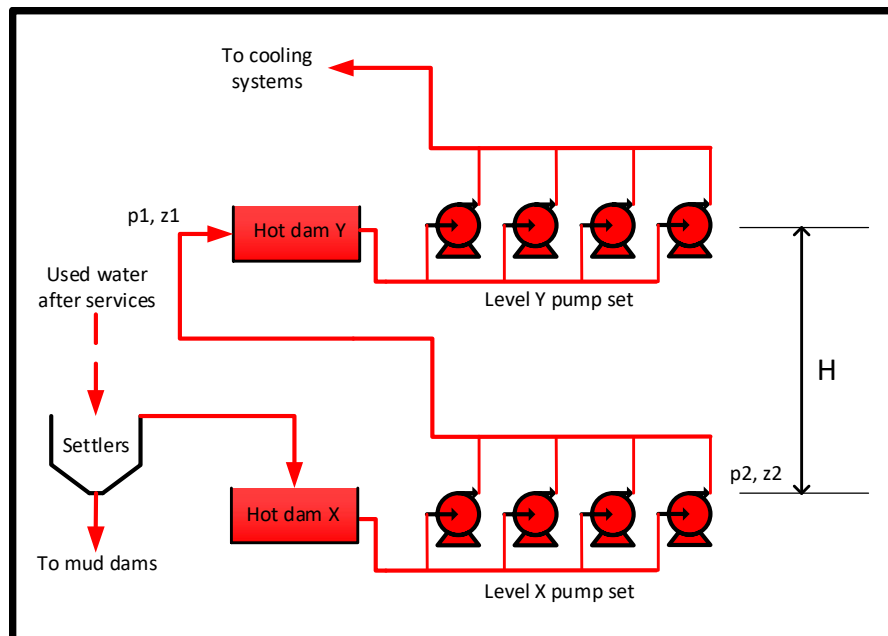 To cooling
systems
p1, z1
Hot dam Y
Used water
after services
Level Y pump set
H
Settlers
p2, z2
Hot dam X
To mud dams
Level X pump set